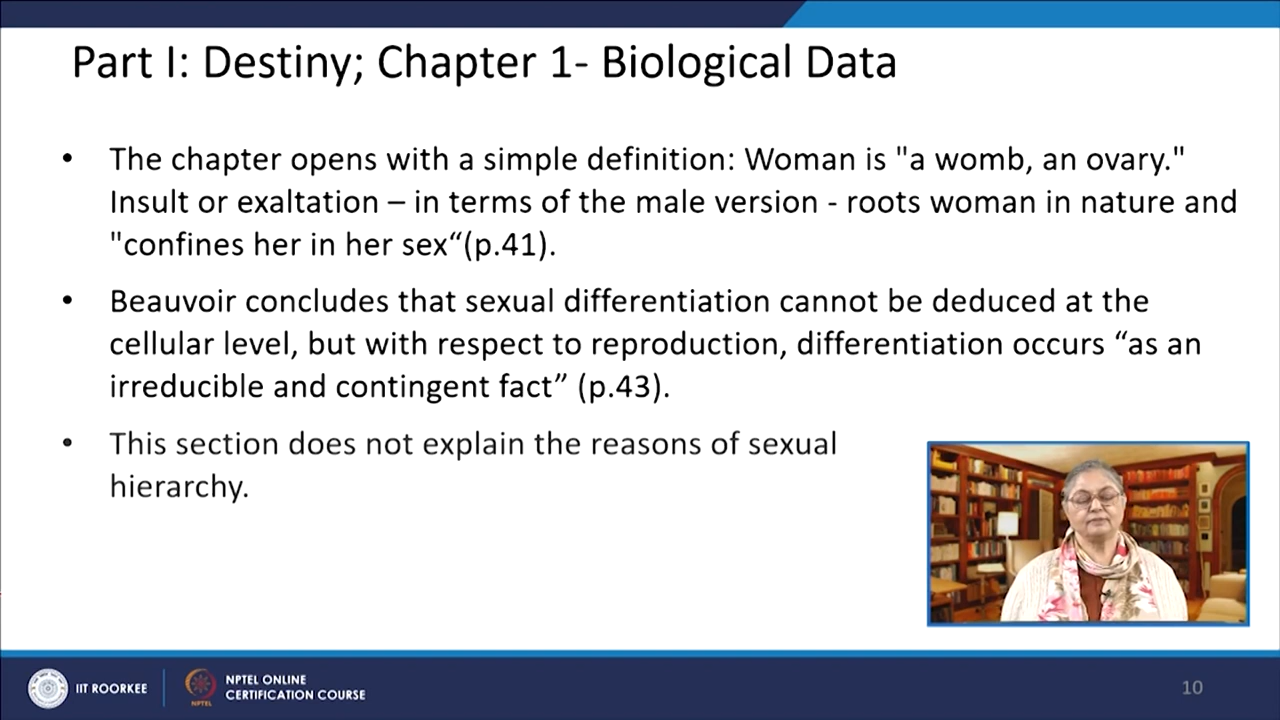 Part I: Destiny; Chapter 1- Biological Data
• The chapter opens with a simple definition: Woman is "a womb, an ovary."
Insult or exaltation – in terms of the male version - roots woman in nature and
"confines her in her sex“(p.41).
• Beauvoir concludes that sexual differentiation cannot be deduced at the
cellular level, but with respect to reproduction, differentiation occurs “as an
irreducible and contingent fact” (p.43).
• This section does not explain the reasons of sexual
hierarchy.
IIT ROORKEE
NPTEL
NPTEL ONLINE
CERTIFICATION COURSE
10